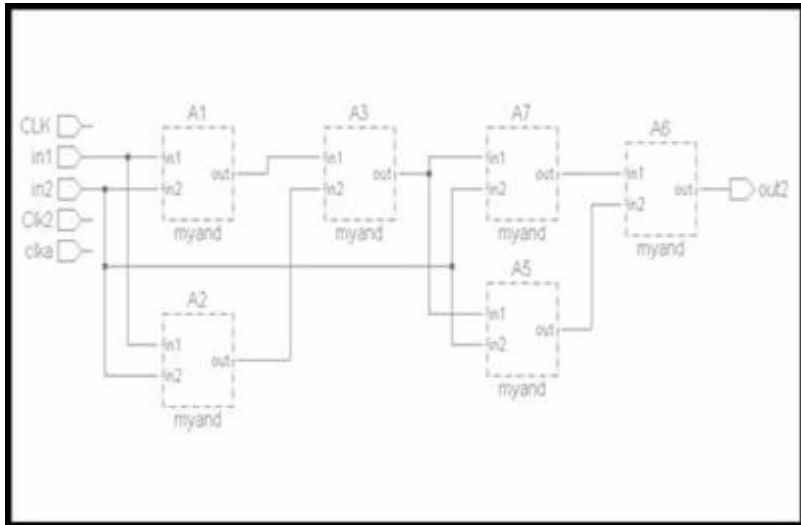 CLK
in1
in2
Clk2
clka
A1
in1
in2
out
myand
A3
in1
in2
out
myand
A7
in1
in2
out
myand
A6
in1
in2
out
myand
out2
A2
in1
in2
out
myand
A5
in1
in2
out
myand